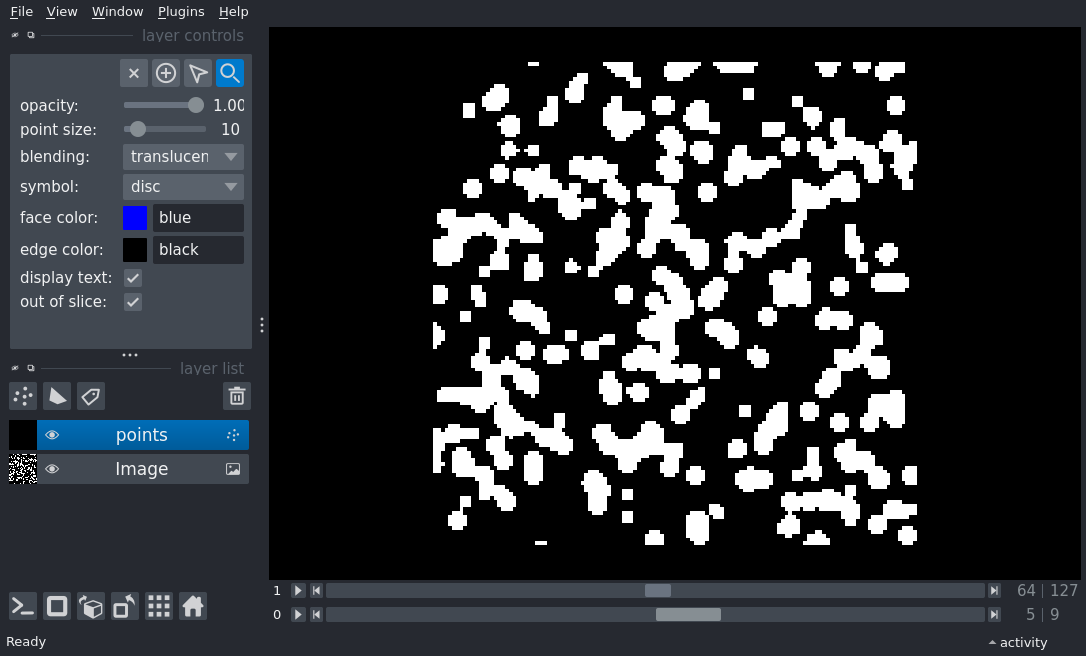 File View Window Plugins Help
layer controls
opacity: 1.00
point size: 10
blending: translucen
symbol: disc
face color: blue
edge color: black
display text:
out of slice:
layer list
points
Image
1 64 127
0 5 9
Ready activity